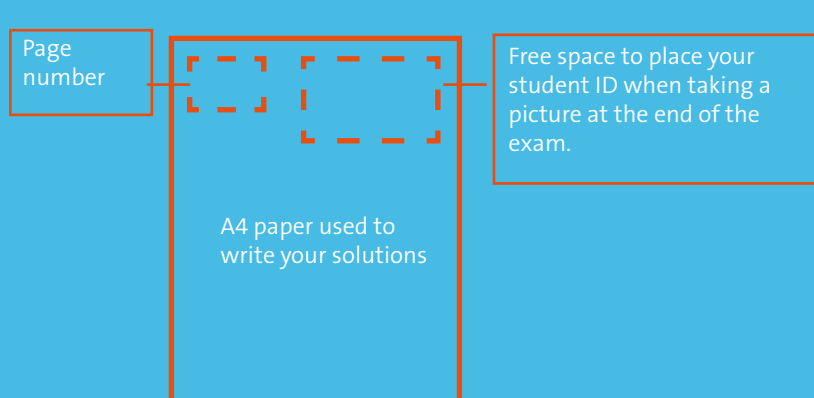 Page
number
Free space to place your
student ID when taking a
picture at the end of the
exam.
A4 paper used to
write your solutions